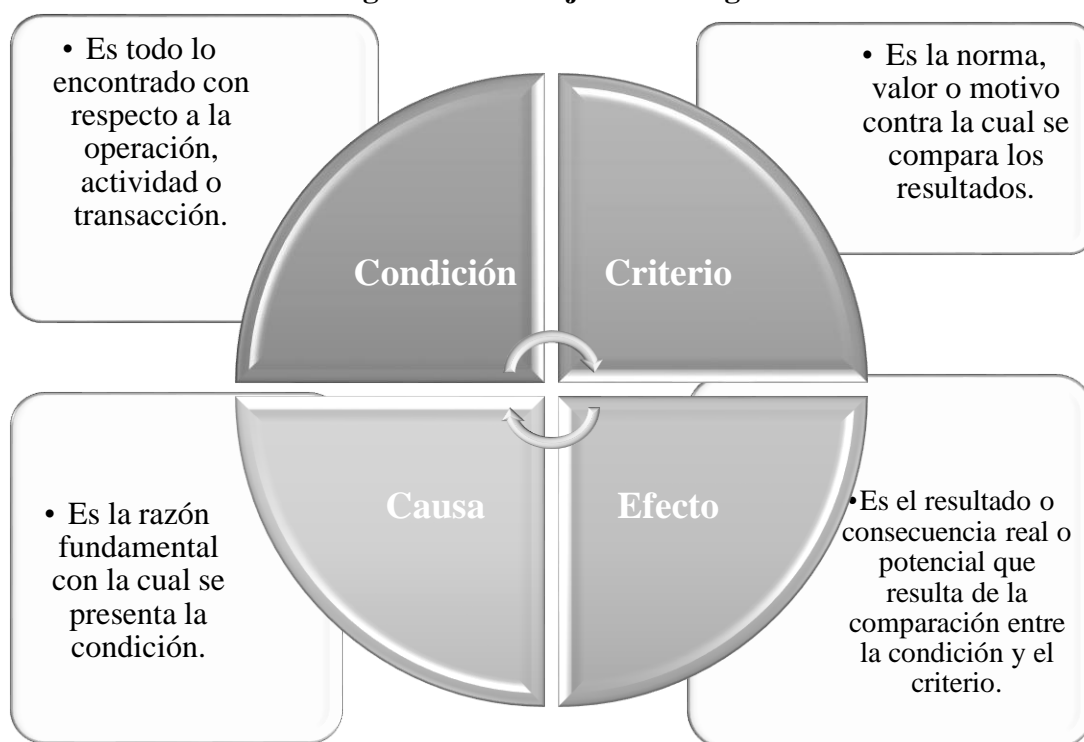 • Es todo lo
encontrado con
respecto a la
operación,
actividad o
transacción.
• Es la norma,
valor o motivo
contra la cual se
compara los
resultados.
Condición
Criterio
Causa
Efecto
• Es la razón
fundamental
con la cual se
presenta la
condición.
•Es el resultado o
consecuencia real o
potencial que
resulta de la
comparación entre
la condición y el
criterio.